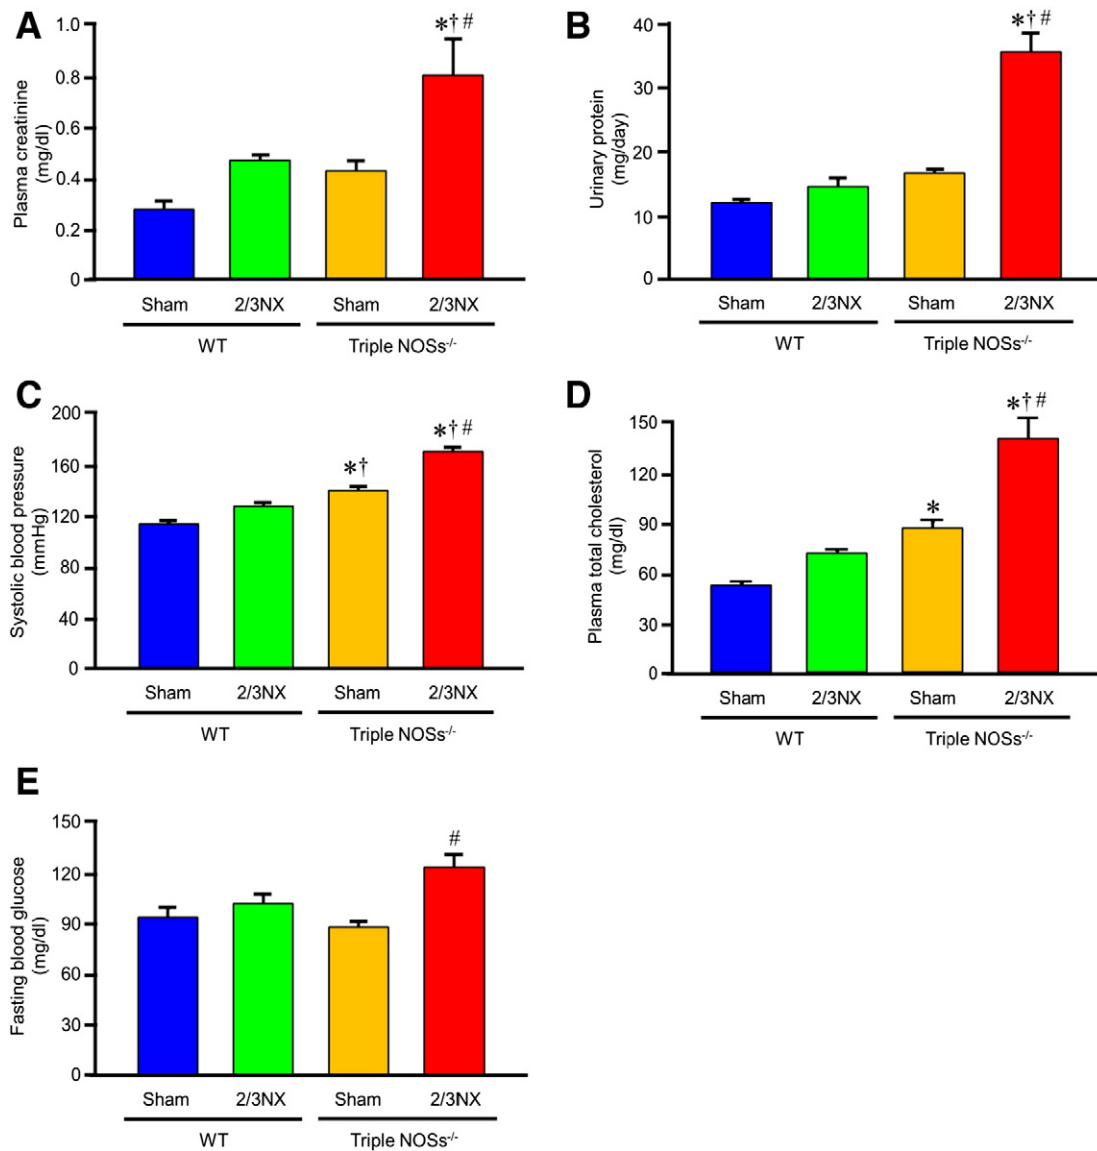 A
Plasma creatinine
(mg/dl)
1.0
0.8
0.6
0.4
0.2
0
*†#
Sham 2/3NX Sham 2/3NX
WT Triple NOSs-/-
B
Urinary protein
(mg/day)
40
30
20
10
0
*†#
Sham 2/3NX Sham 2/3NX
WT Triple NOSs-/-
C
Systolic blood pressure
(mmHg)
200
160
120
80
40
0
*† *†#
Sham 2/3NX Sham 2/3NX
WT Triple NOSs-/-
D
Plasma total cholesterol
(mg/dl)
150
120
90
60
30
0
* *†#
Sham 2/3NX Sham 2/3NX
WT Triple NOSs-/-
E
Fasting blood glucose
(mg/dl)
150
120
90
60
30
0
#
Sham 2/3NX Sham 2/3NX
WT Triple NOSs-/-